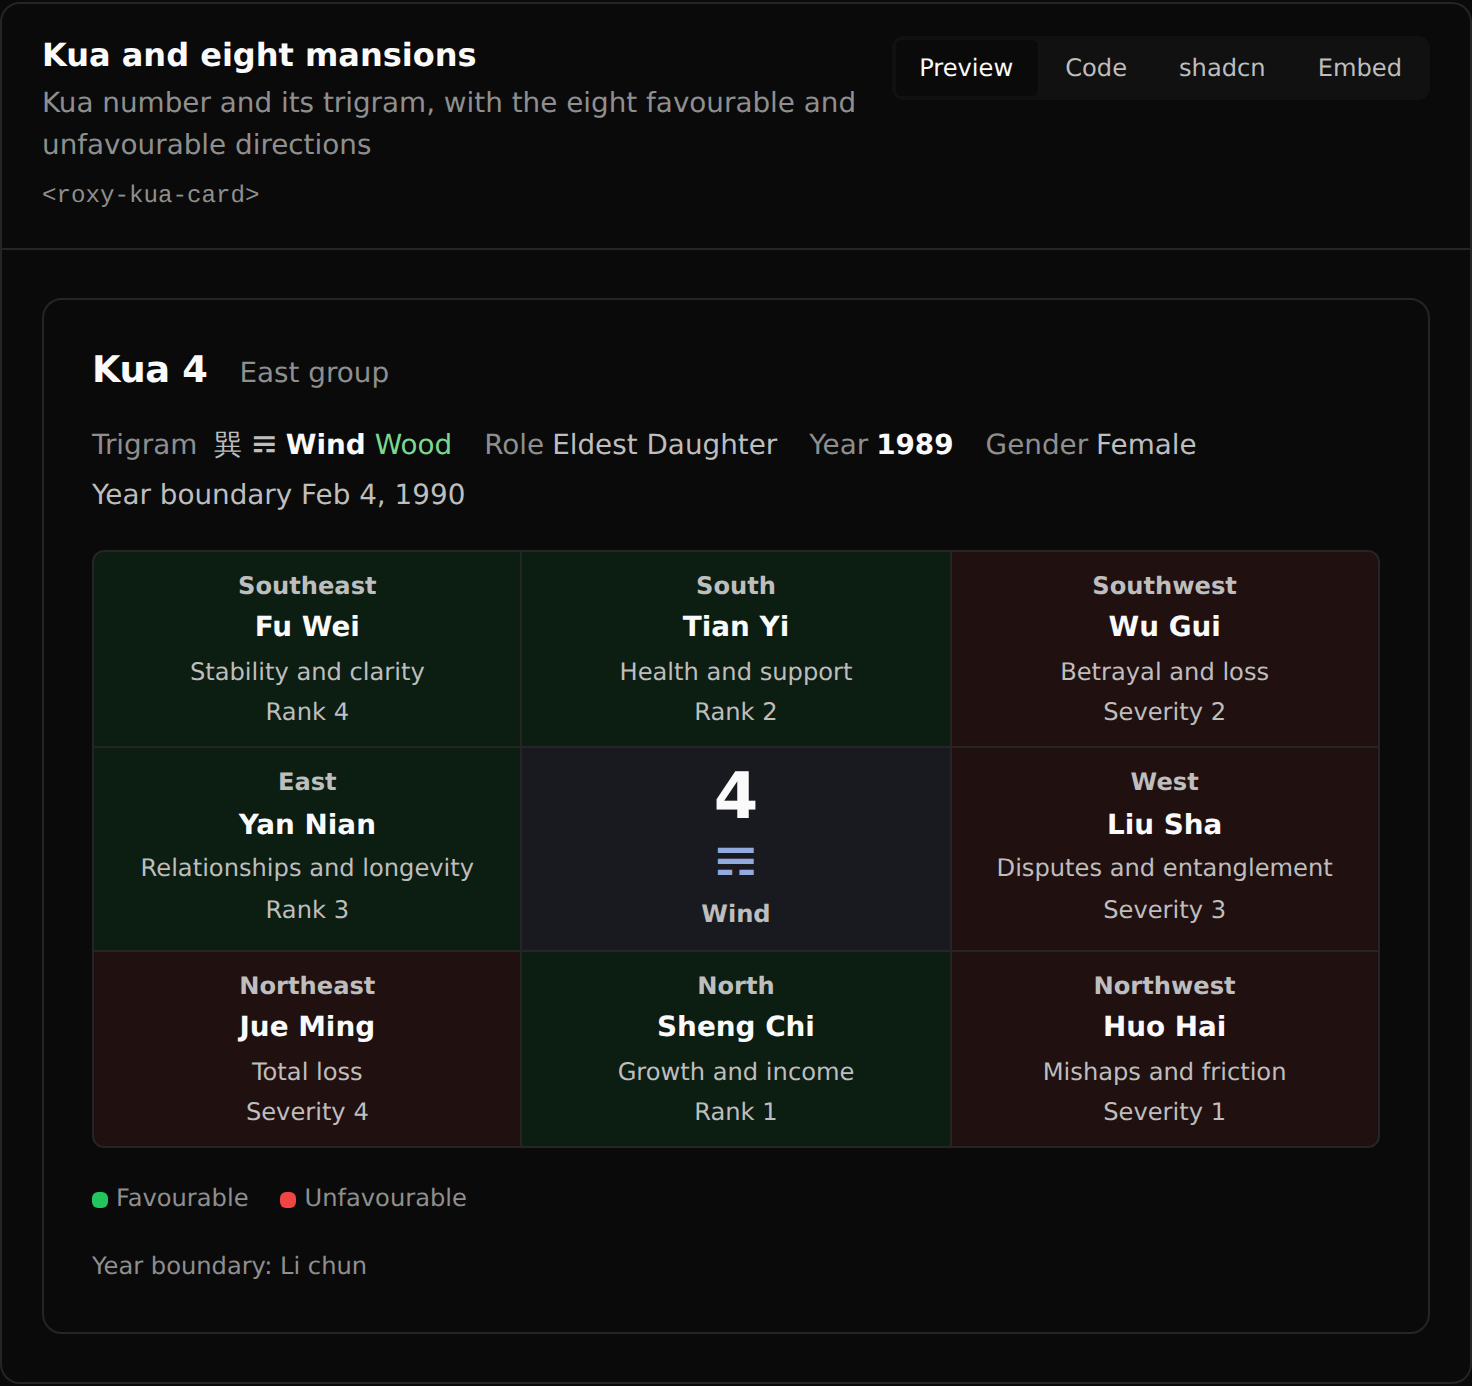 Kua and eight mansions
Kua number and its trigram, with the eight favourable and
unfavourable directions
<roxy-kua-card>
Preview Code shadcn Embed
Kua 4 East group
Trigram 巽 ☴ Wind Wood Role Eldest Daughter Year 1989 Gender Female
Year boundary Feb 4, 1990
Southeast
Fu Wei
Stability and clarity
Rank 4
South
Tian Yi
Health and support
Rank 2
Southwest
Wu Gui
Betrayal and loss
Severity 2
East
Yan Nian
Relationships and longevity
Rank 3
4
☴
Wind
West
Liu Sha
Disputes and entanglement
Severity 3
Northeast
Jue Ming
Total loss
Severity 4
North
Sheng Chi
Growth and income
Rank 1
Northwest
Huo Hai
Mishaps and friction
Severity 1
Favourable Unfavourable
Year boundary: Li chun